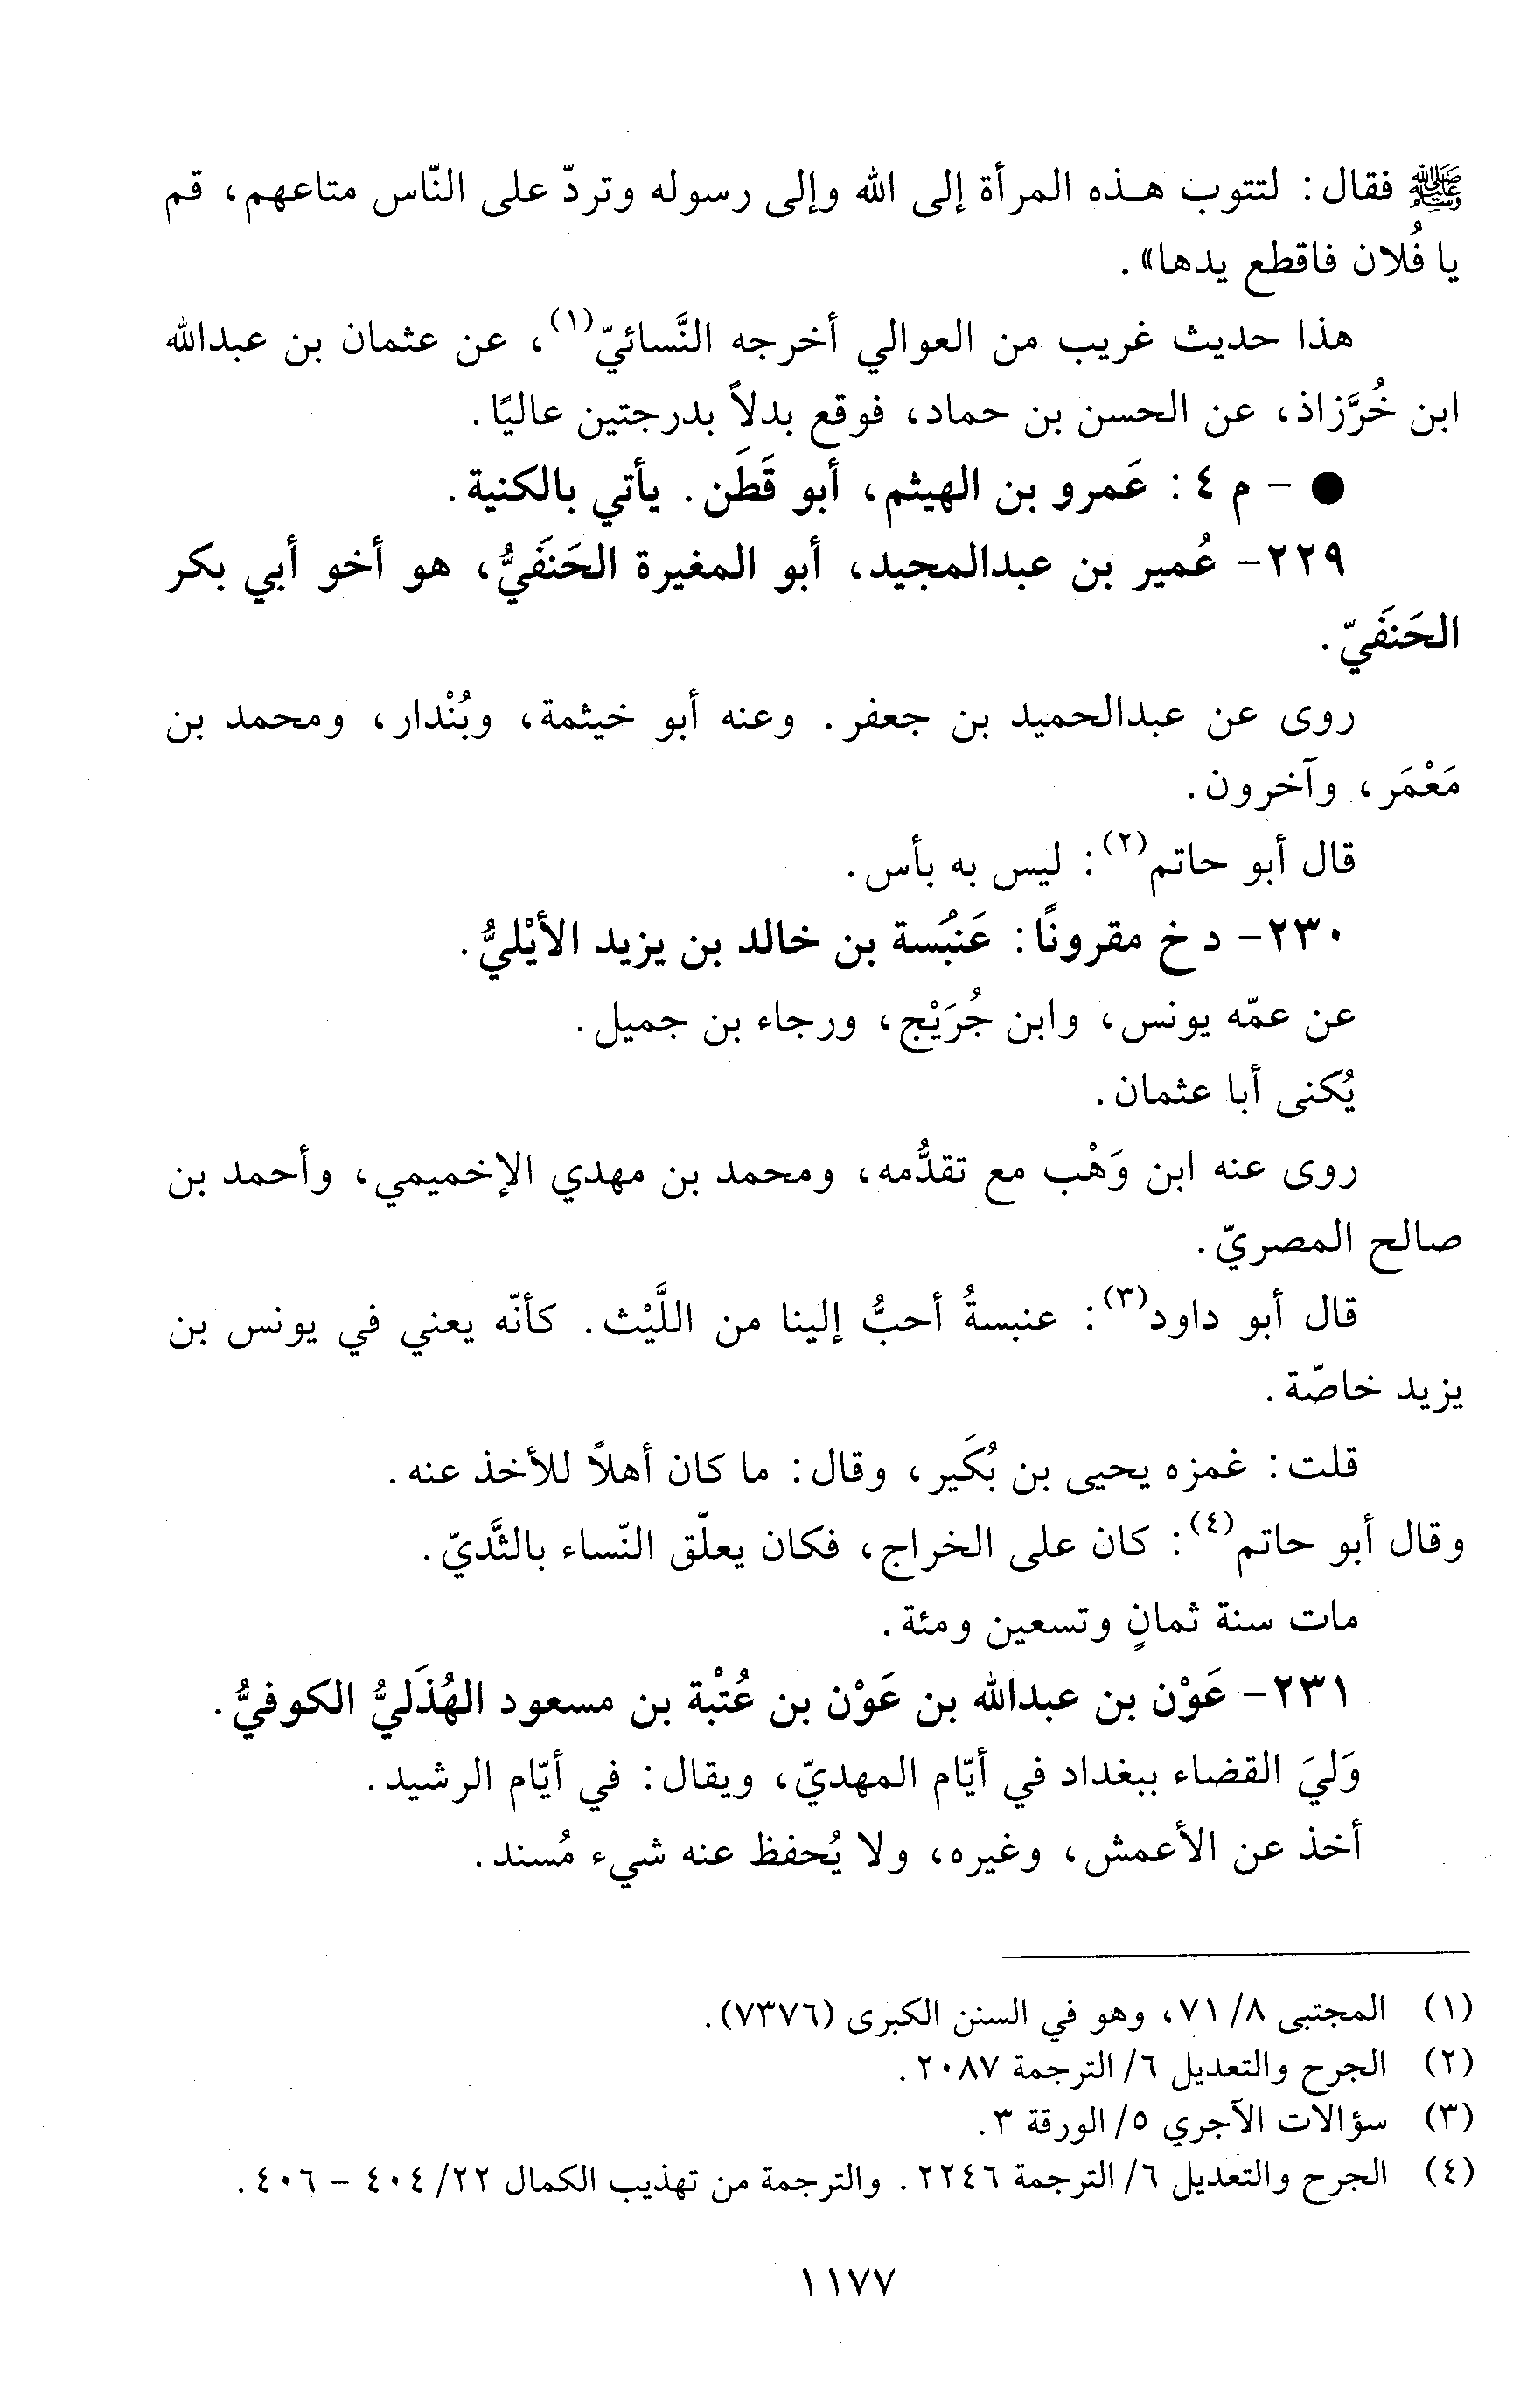 ﷺ فقال: لتتوب هـذه المرأة إلى الله وإلى رسوله وتردّ على النّاس متاعهم، قم
يا فُلان فاقطع يدها».
هذا حديث غريب من العوالي أخرجه النَّسائيّ(١)، عن عثمان بن عبدالله
ابن خُرَّزاذ، عن الحسن بن حماد، فوقع بدلاً بدرجتين عاليًا.
● - م ٤: عَمرو بن الهيثم، أبو قَطَن. يأتي بالكنية.
٢٢٩- عُمير بن عبدالمجيد، أبو المغيرة الحَنَفَيُّ، هو أخو أبي بكر
الحَنَفَيّ.
روى عن عبدالحميد بن جعفر. وعنه أبو خيثمة، وبُنْدار، ومحمد بن
مَعْمَر، وآخرون.
قال أبو حاتم(٢): ليس به بأس.
٢٣٠- د خ مقرونًا: عَنْبَسة بن خالد بن يزيد الأيْليُّ.
عن عمّه يونس، وابن جُرَيْج، ورجاء بن جميل.
يُكنى أبا عثمان.
روى عنه ابن وَهْب مع تقدُّمه، ومحمد بن مهدي الإخميمي، وأحمد بن
صالح المصريّ.
قال أبو داود(٣): عنبسةُ أحبُّ إلينا من اللَّيْث. كأنّه يعني في يونس بن
يزيد خاصّة.
قلت: غمزه يحيى بن بُكَير، وقال: ما كان أهلاً للأخذ عنه.
وقال أبو حاتم(٤): كان على الخراج، فكان يعلّق النّساء بالثَّديّ.
مات سنة ثمانٍ وتسعين ومئة.
٢٣١- عَوْن بن عبدالله بن عَوْن بن عُتْبة بن مسعود الهُذَليُّ الكوفيُّ.
وَليَ القضاء ببغداد في أيّام المهديّ، ويقال: في أيّام الرشيد.
أخذ عن الأعمش، وغيره، ولا يُحفظ عنه شيء مُسند.
(١) المجتبى ٨/ ٧١، وهو في السنن الكبرى (٧٣٧٦).
(٢) الجرح والتعديل ٦/ الترجمة ٢٠٨٧.
(٣) سؤالات الآجري ٥/ الورقة ٣.
(٤) الجرح والتعديل ٦/ الترجمة ٢٢٤٦. والترجمة من تهذيب الكمال ٢٢/ ٤٠٤ - ٤٠٦.
١١٧٧